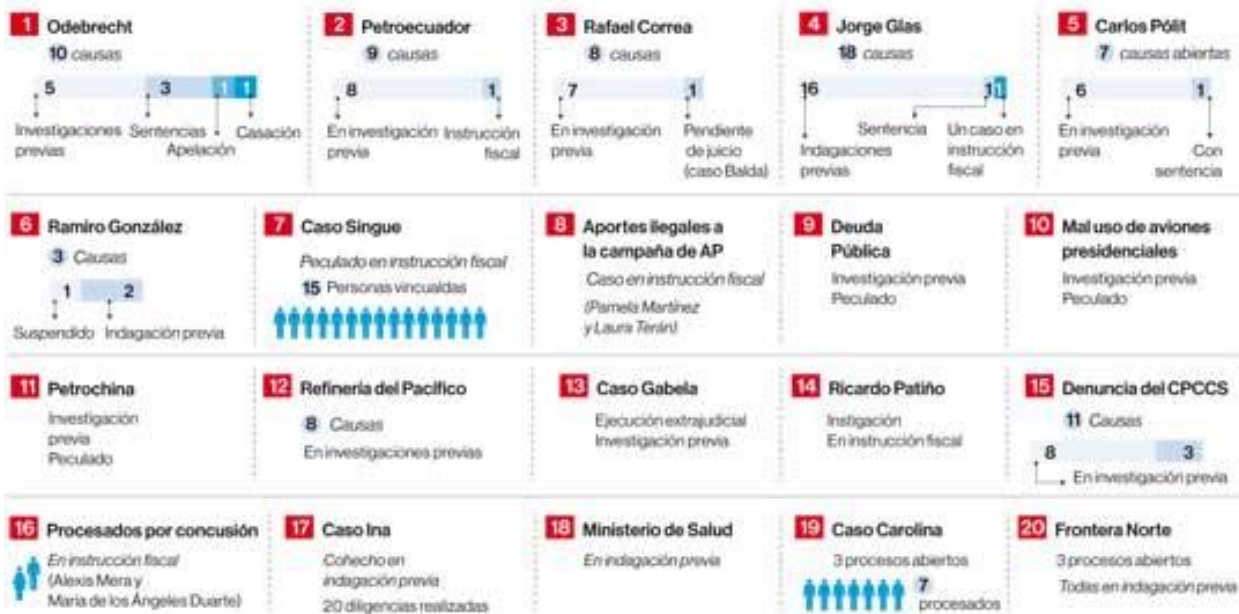 1 Odebrecht
10 causas
5 3 1 1
Investigaciones previas
Sentencias
Apelación
Casación
2 Petroecuador
9 causas
8 1
En investigación previa
Instrucción fiscal
3 Rafael Correa
8 causas
7 1
En investigación previa
Pendiente de juicio (caso Balda)
4 Jorge Glas
18 causas
16 1 1
Indagaciones previas
Sentencia
Un caso en instrucción fiscal
5 Carlos Pólit
7 causas abiertas
6 1
En investigación previa
Con sentencia
6 Ramiro González
3 Causas
1 2
Suspendido Indagación previa
7 Caso Singue
Peculado en instrucción fiscal
15 Personas vincualdas
8 Aportes ilegales
a la campaña de AP
Caso en instrucción fiscal
(Pamela Martínez
y Laura Terán)
9 Deuda
Pública
Investigación previa
Peculado
10 Mal uso de aviones
presidenciales
Investigación previa
Peculado
11 Petrochina
Investigación
previa
Peculado
12 Refinería del Pacífico
8 Causas
En investigaciones previas
13 Caso Gabela
Ejecución extrajudicial
Investigación previa
14 Ricardo Patiño
Instigación
En instrucción fiscal
15 Denuncia del CPCCS
11 Causas
8 3
En investigación previa
16 Procesados por concusión
En instrucción fiscal
(Alexis Mera y
María de los Ángeles Duarte)
17 Caso Ina
Cohecho en
indagación previa
20 diligencias realizadas
18 Ministerio de Salud
En indagación previa
19 Caso Carolina
3 procesos abiertos
7
procesados
20 Frontera Norte
3 procesos abiertos
Todas en indagación previa